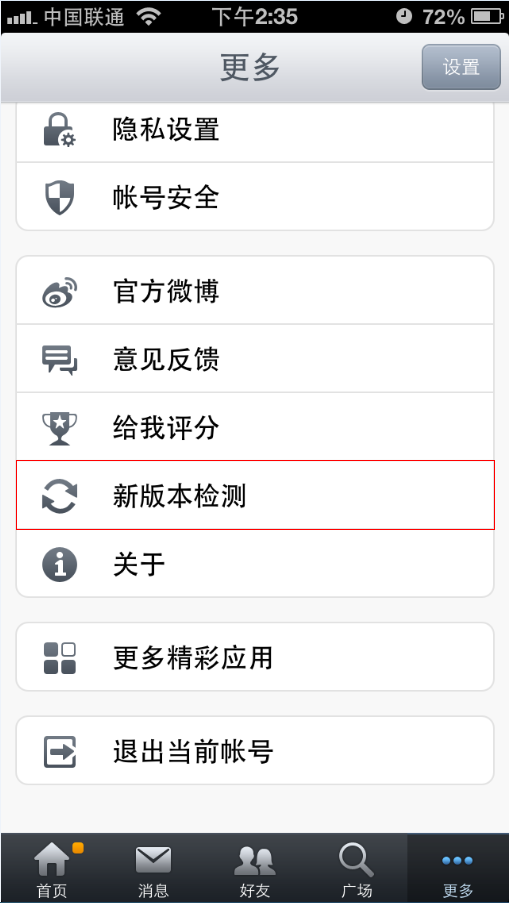 中国联通 下午2:35 72%
更多 设置
隐私设置
帐号安全
官方微博
意见反馈
给我评分
新版本检测
关于
更多精彩应用
退出当前帐号
首页 消息 好友 广场 更多